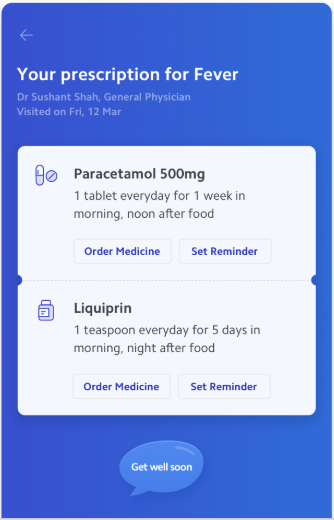 Your prescription for Fever
Dr Sushant Shah, General Physician
Visited on Fri, 12 Mar
Paracetamol 500mg
1 tablet everyday for 1 week in
morning, noon after food
Order Medicine
Set Reminder
Liquiprin
1 teaspoon everyday for 5 days in
morning, night after food
Order Medicine
Set Reminder
Get well soon